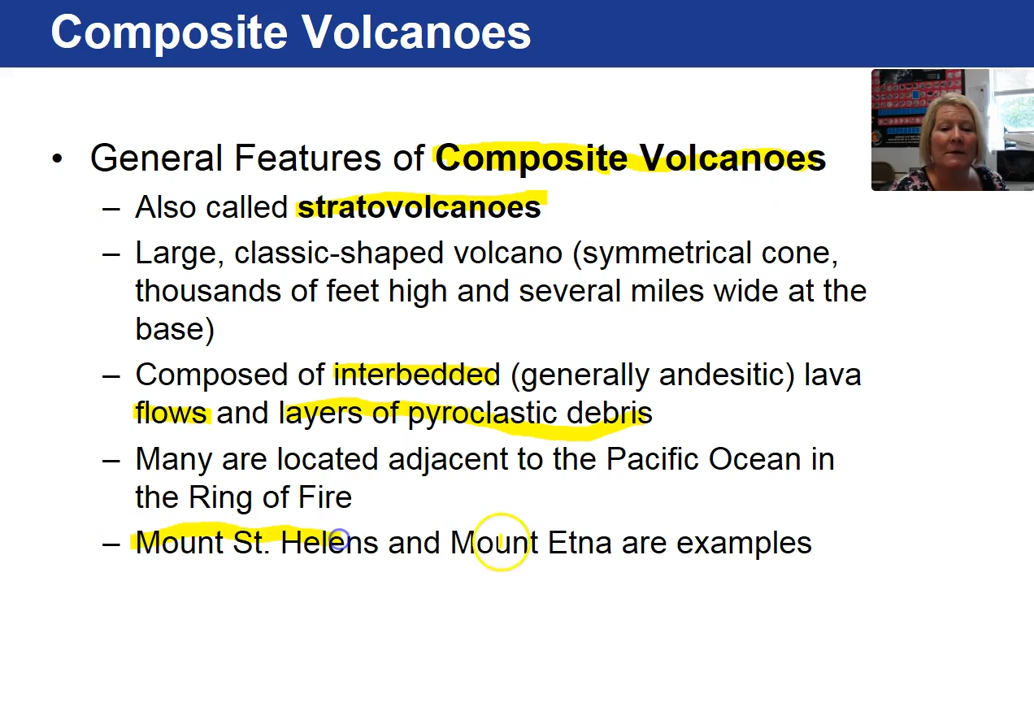 Composite Volcanoes
• General Features of Composite Volcanoes
– Also called stratovolcanoes
– Large, classic-shaped volcano (symmetrical cone,
thousands of feet high and several miles wide at the
base)
– Composed of interbedded (generally andesitic) lava
flows and layers of pyroclastic debris
– Many are located adjacent to the Pacific Ocean in
the Ring of Fire
– Mount St. Helens and Mount Etna are examples